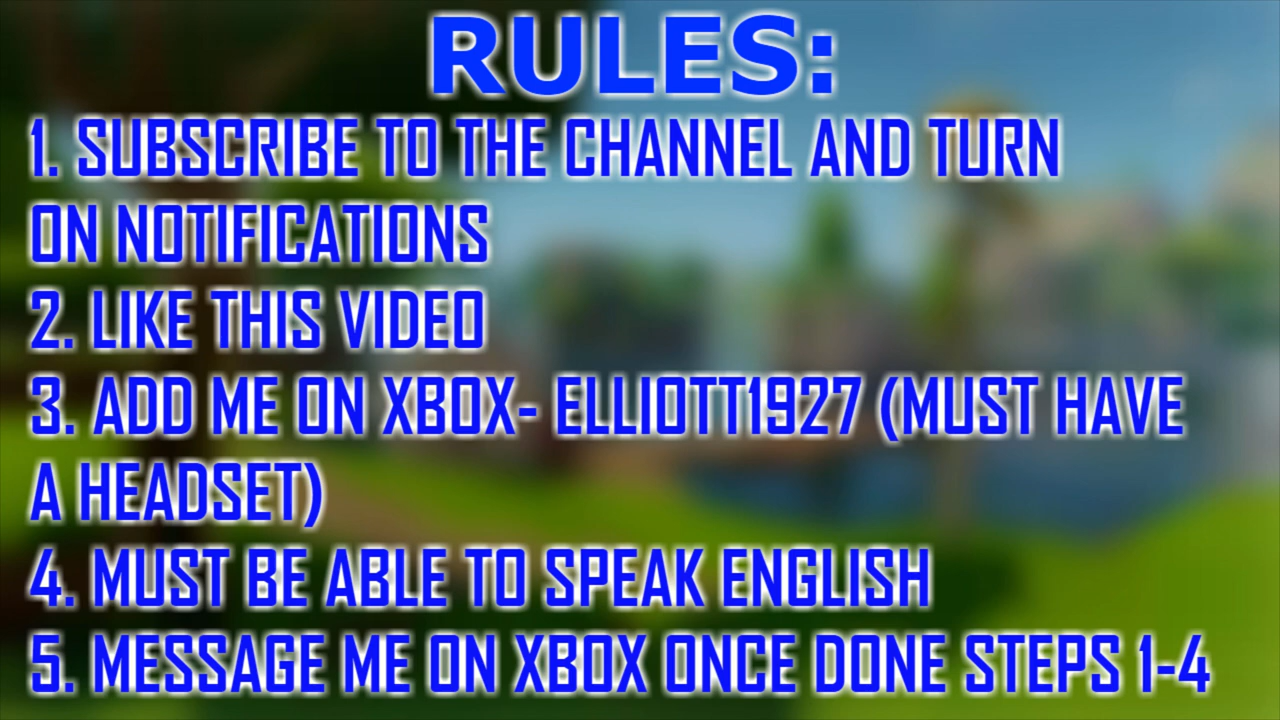 RULES:
1. SUBSCRIBE TO THE CHANNEL AND TURN
ON NOTIFICATIONS
2. LIKE THIS VIDEO
3. ADD ME ON XBOX- ELLIOTT1927 (MUST HAVE
A HEADSET)
4. MUST BE ABLE TO SPEAK ENGLISH
5. MESSAGE ME ON XBOX ONCE DONE STEPS 1-4